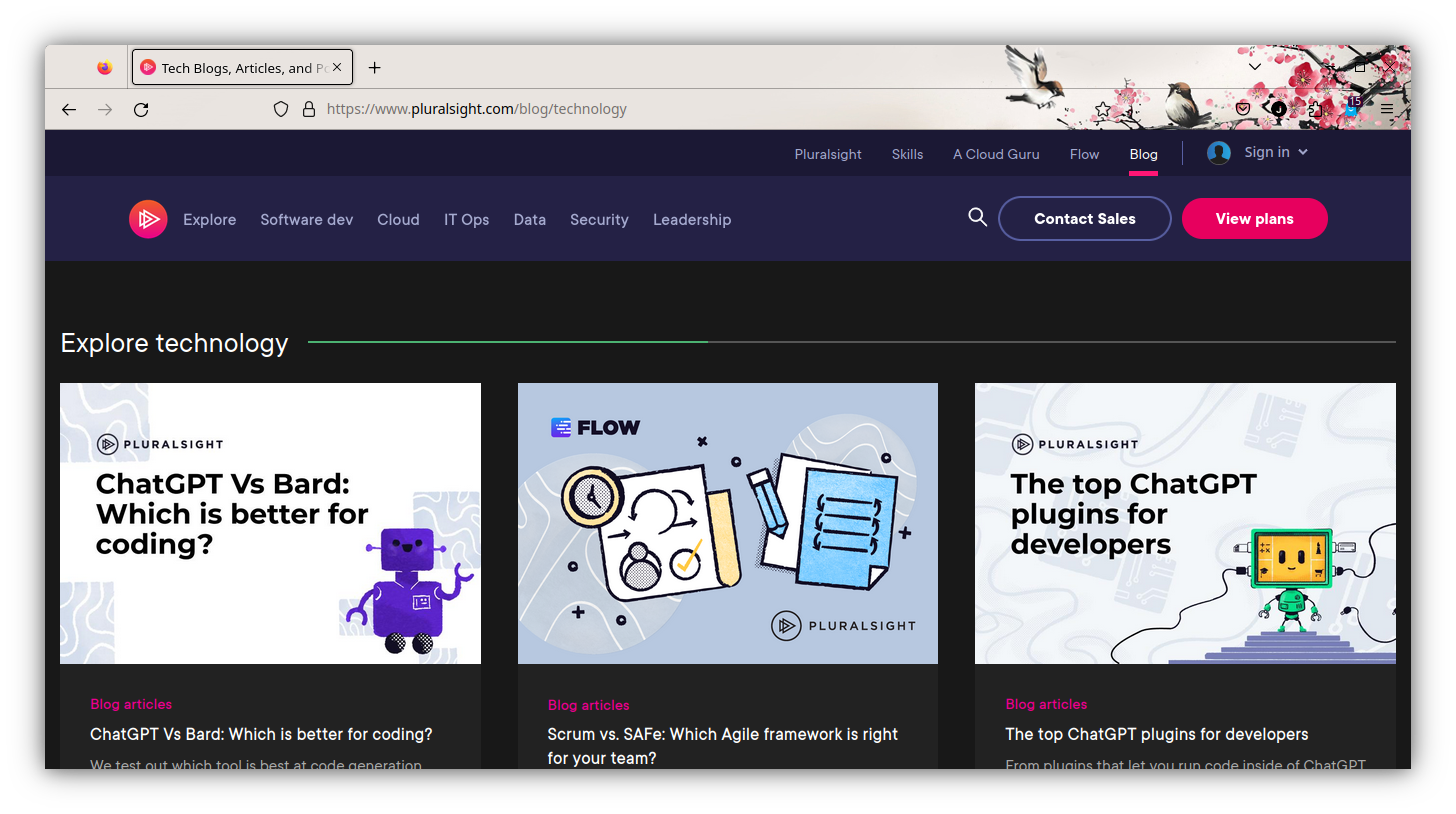 Tech Blogs, Articles, and Po
https://www.pluralsight.com/blog/technology
15
Pluralsight Skills A Cloud Guru Flow Blog Sign in
Explore Software dev Cloud IT Ops Data Security Leadership Contact Sales View plans
Explore technology
PLURALSIGHT
ChatGPT Vs Bard:
Which is better for
coding?
FLOW
PLURALSIGHT
PLURALSIGHT
The top ChatGPT
plugins for
developers
Blog articles
ChatGPT Vs Bard: Which is better for coding?
We test out which tool is best at code generation,
Blog articles
Scrum vs. SAFe: Which Agile framework is right
for your team?
Blog articles
The top ChatGPT plugins for developers
From plugins that let you run code inside of ChatGPT